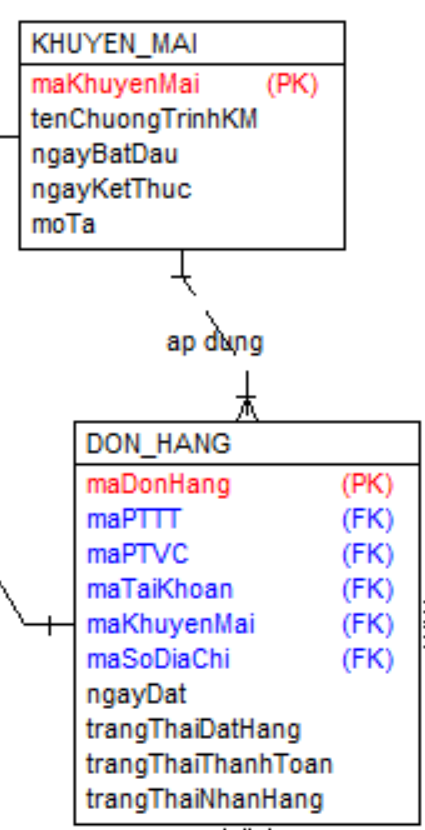 KHUYEN_MAI
maKhuyenMai (PK)
tenChuongTrinhKM
ngayBatDau
ngayKetThuc
moTa
ap dung
DON_HANG
maDonHang (PK)
maPTTT (FK)
maPTVC (FK)
maTaiKhoan (FK)
maKhuyenMai (FK)
maSoDiaChi (FK)
ngayDat
trangThaiDatHang
trangThaiThanhToan
trangThaiNhanHang